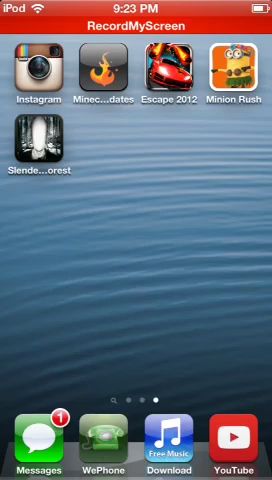 iPod 9:23 PM
RecordMyScreen
Instagram Minec...dates Escape 2012 Minion Rush
Slende...orest
1
Free Music
Messages WePhone Download YouTube